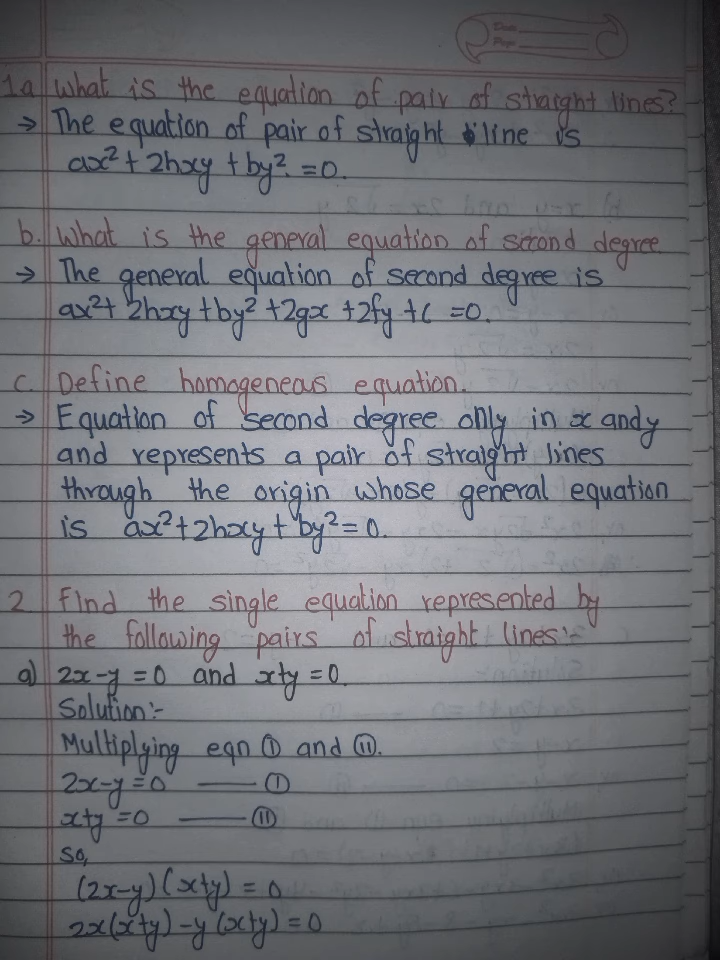 Date:
Page:
1a What is the equation of pair of straight lines?
→ The equation of pair of straight line is
ax²+2hxy+by²=0.
b. What is the general equation of second degree
→ The general equation of second degree is
ax²+2hxy+by²+2gx+2fy+c=0.
c. Define homogeneous equation.
→ Equation of second degree only in x and y
and represents a pair of straight lines
through the origin whose general equation
is ax²+2hxy+by²=0.
2 Find the single equation represented by
the following pairs of straight lines:-
a) 2x-y=0 and x+y=0.
Solution:-
Multiplying eqn (I) and (II).
2x-y=0 —— (I)
x+y=0 —— (II)
So,
(2x-y)(x+y)=0
2x(x+y)-y(x+y)=0